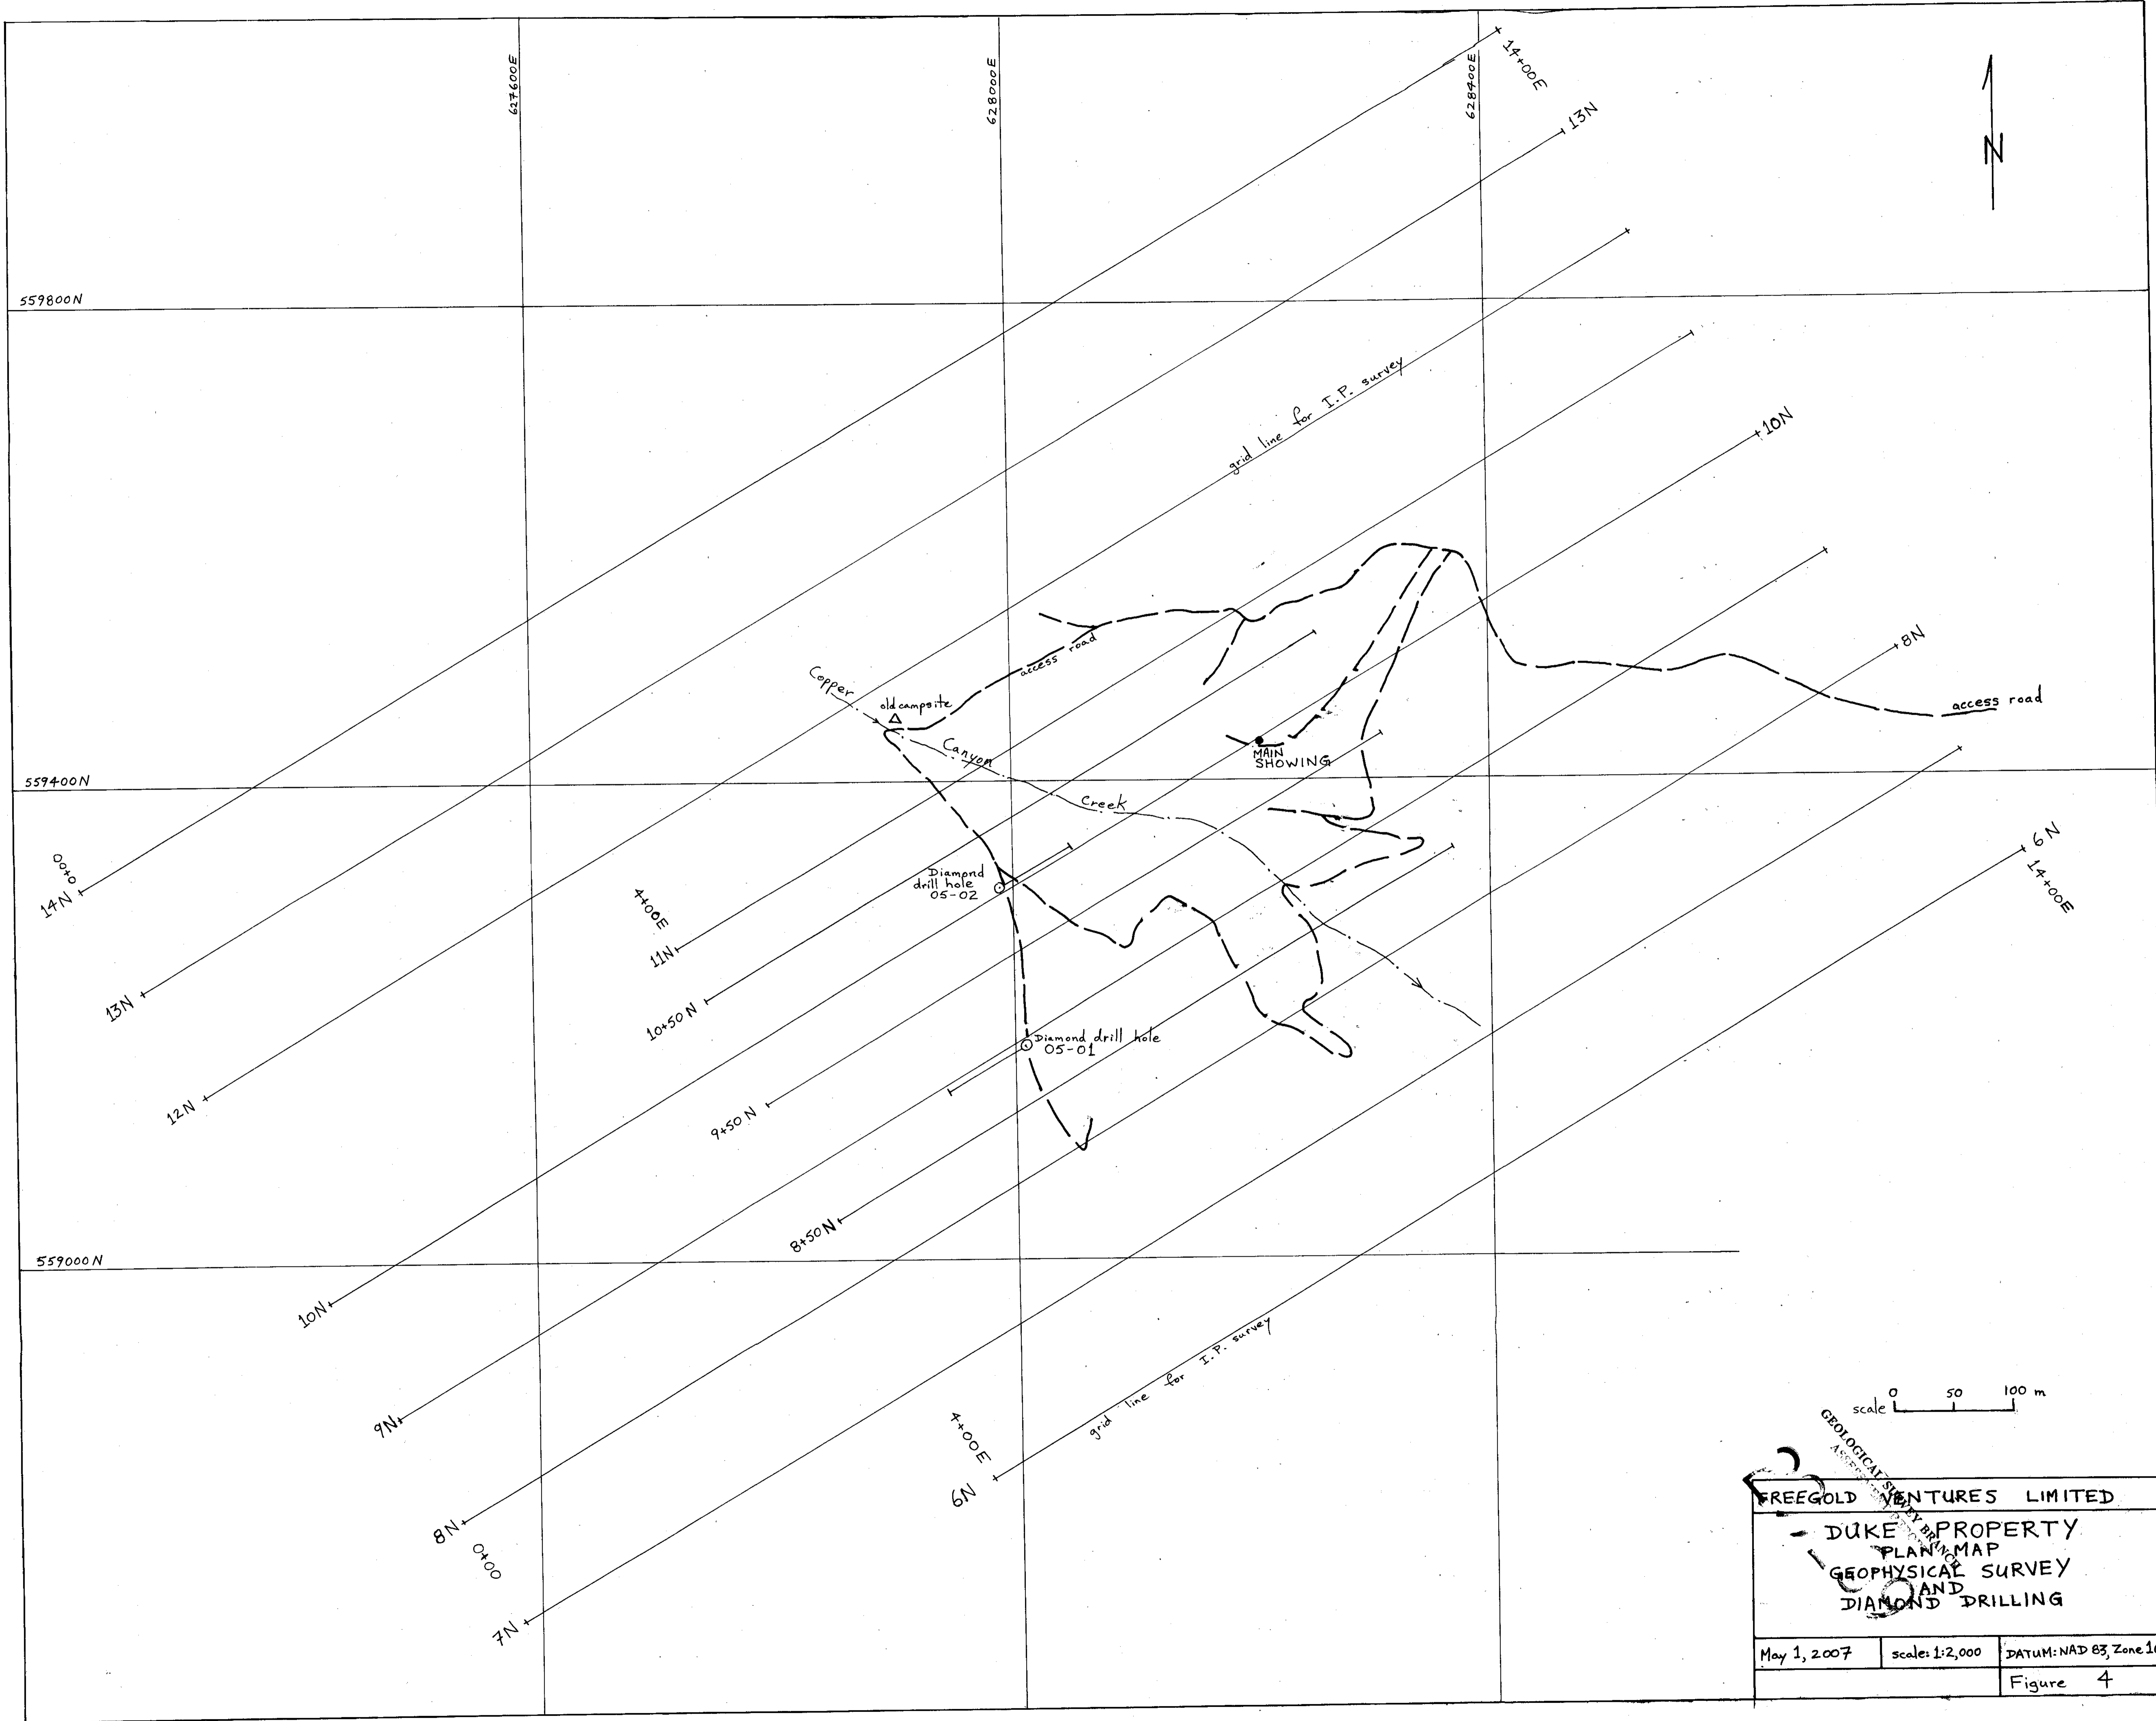 627600E
628000E
628400E
14+00E
13N
N
559800N
grid line for I.P. survey
10N
access road
8N
Copper
old campsite
Canyon
access road
MAIN
SHOWING
559400N
Creek
6N
14+00E
0+00
14N
Diamond
drill hole
05-02
4+00E
11N
13N
10+50N
Diamond drill hole
05-01
12N
9+50N
8+50N
559000N
10N
grid line for I.P. survey
9N
4+00E
6N
8N
0+00
7N
0 50 100 m
scale
GEOLOGICAL SURVEY BRANCH
FREEGOLD VENTURES LIMITED
DUKE PROPERTY
PLAN MAP
GEOPHYSICAL SURVEY
AND
DIAMOND DRILLING
May 1, 2007
scale: 1:2,000
DATUM: NAD 83, Zone
Figure 4